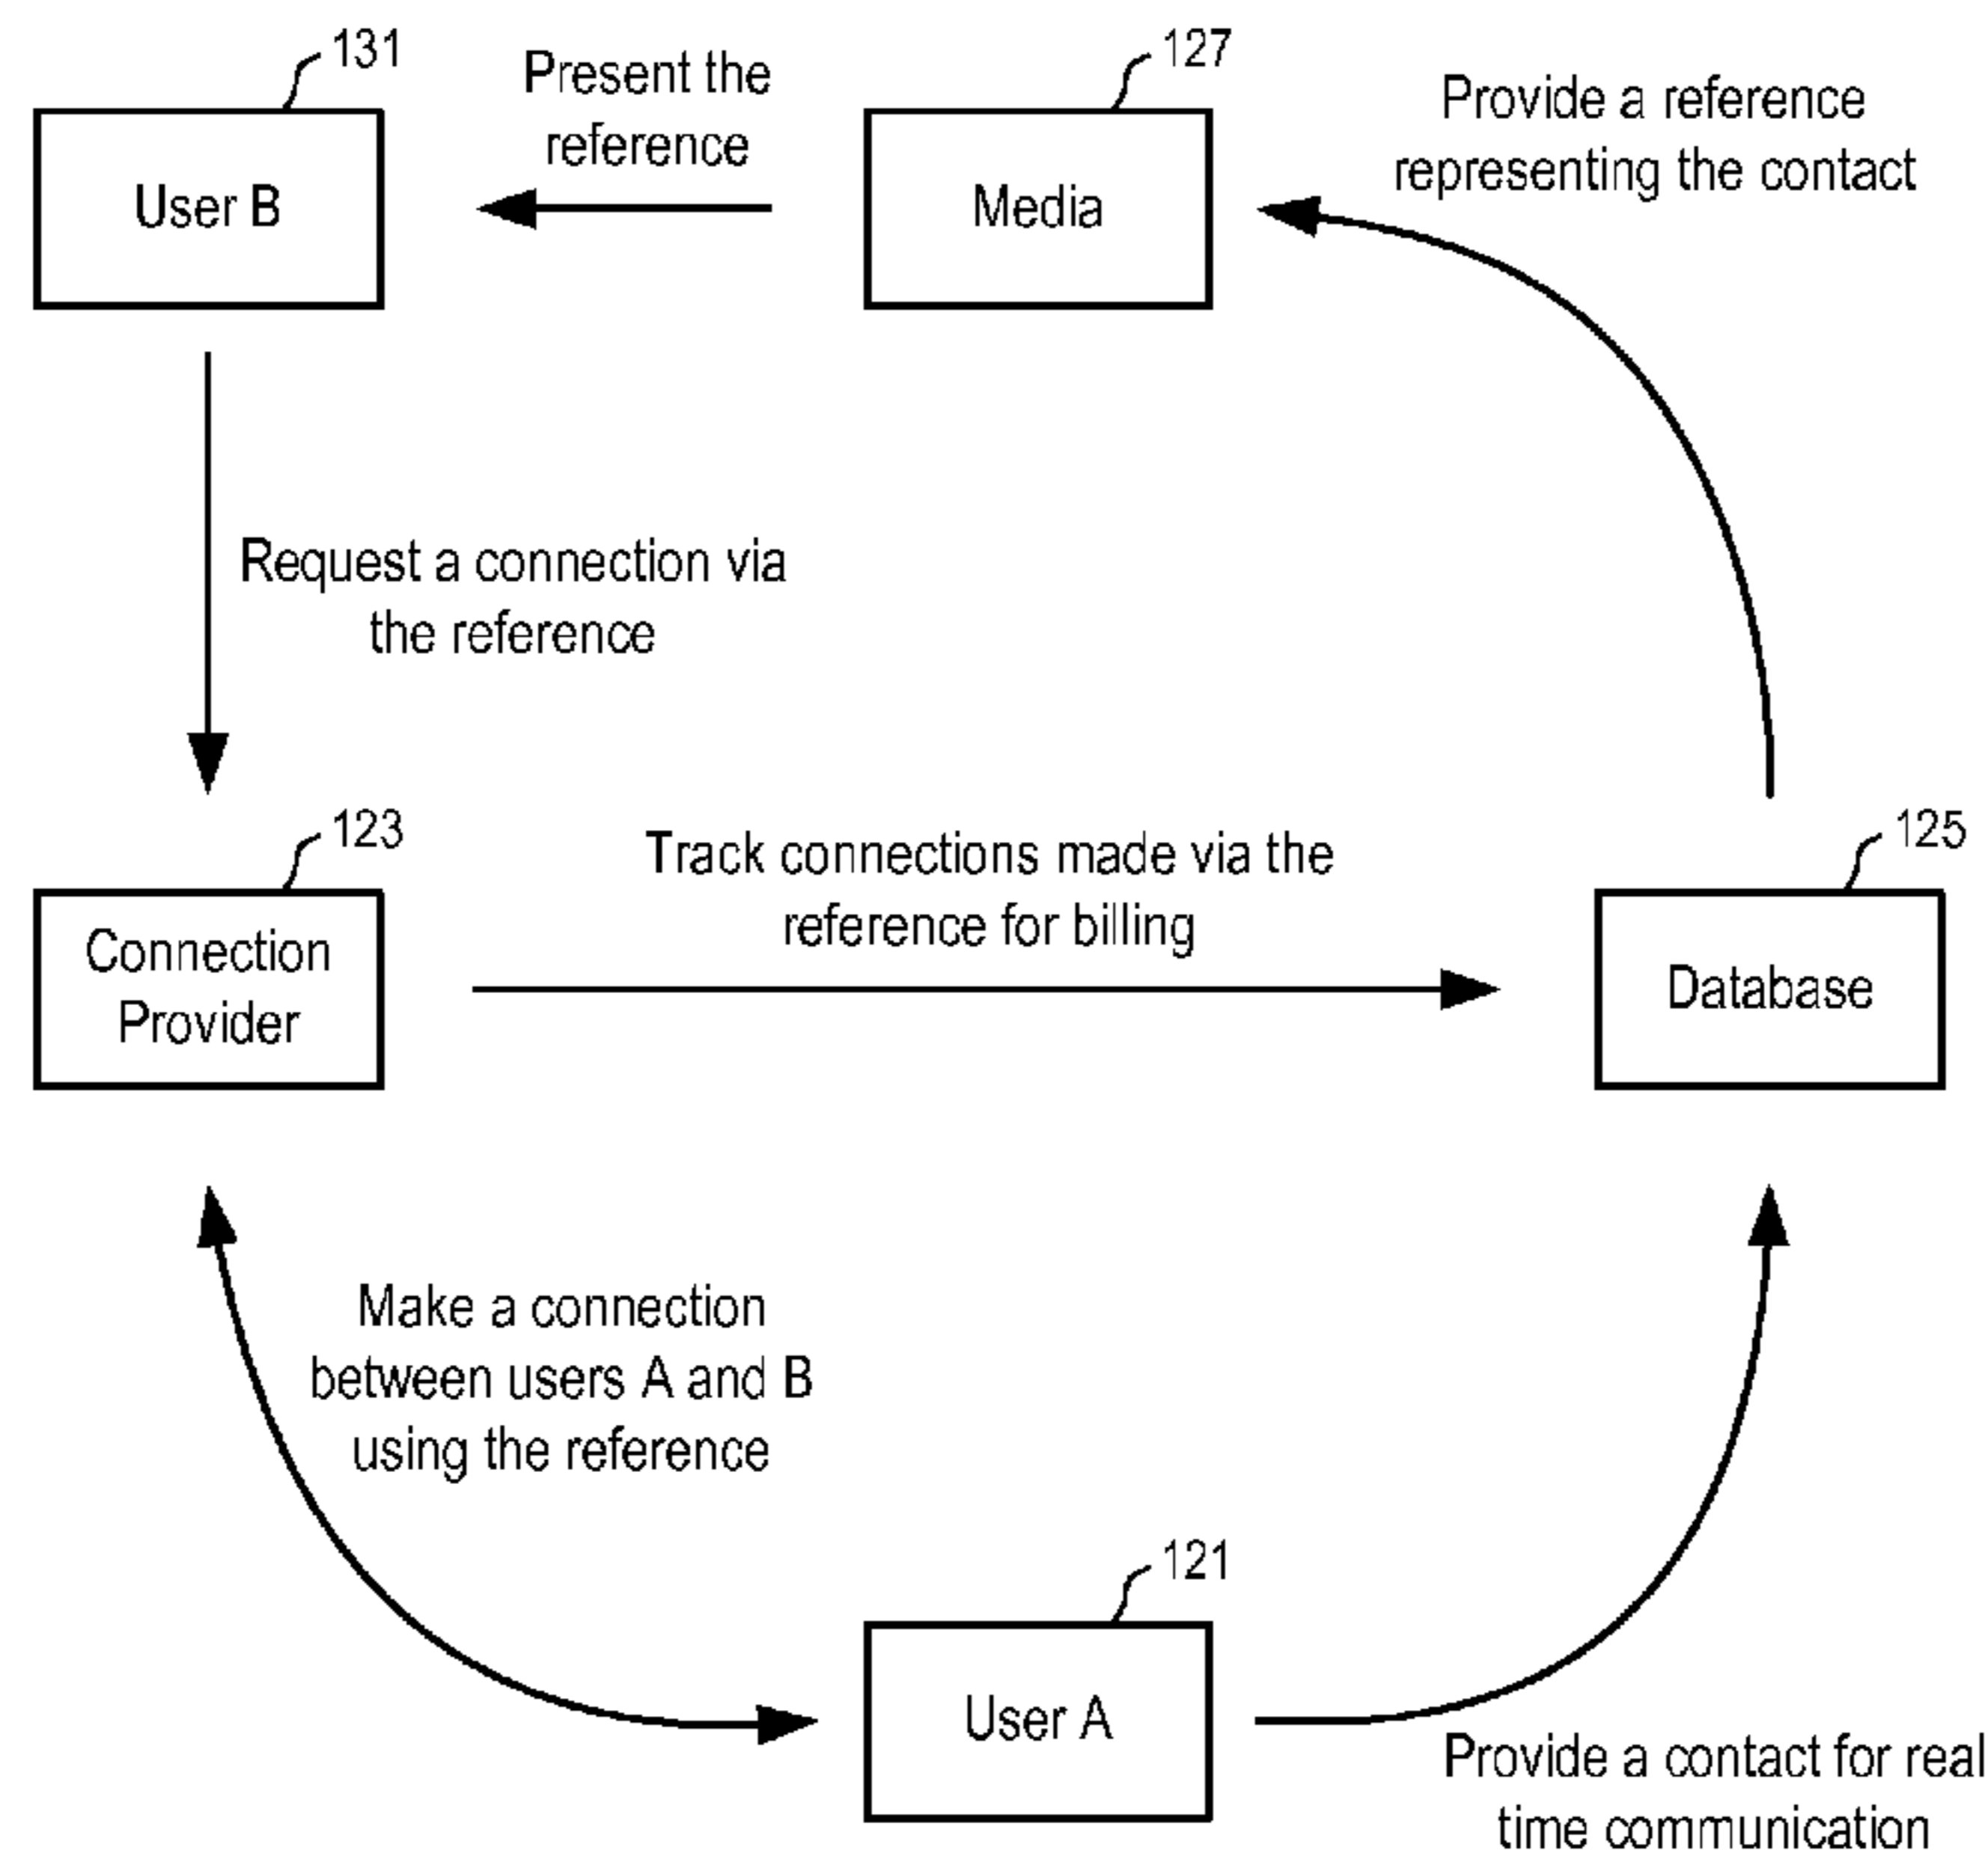 131
Present the
reference
127
Provide a reference
representing the contact
User B
Media
Request a connection via
the reference
123
Track connections made via the
reference for billing
125
Connection
Provider
Database
Make a connection
between users A and B
using the reference
121
User A
Provide a contact for real
time communication